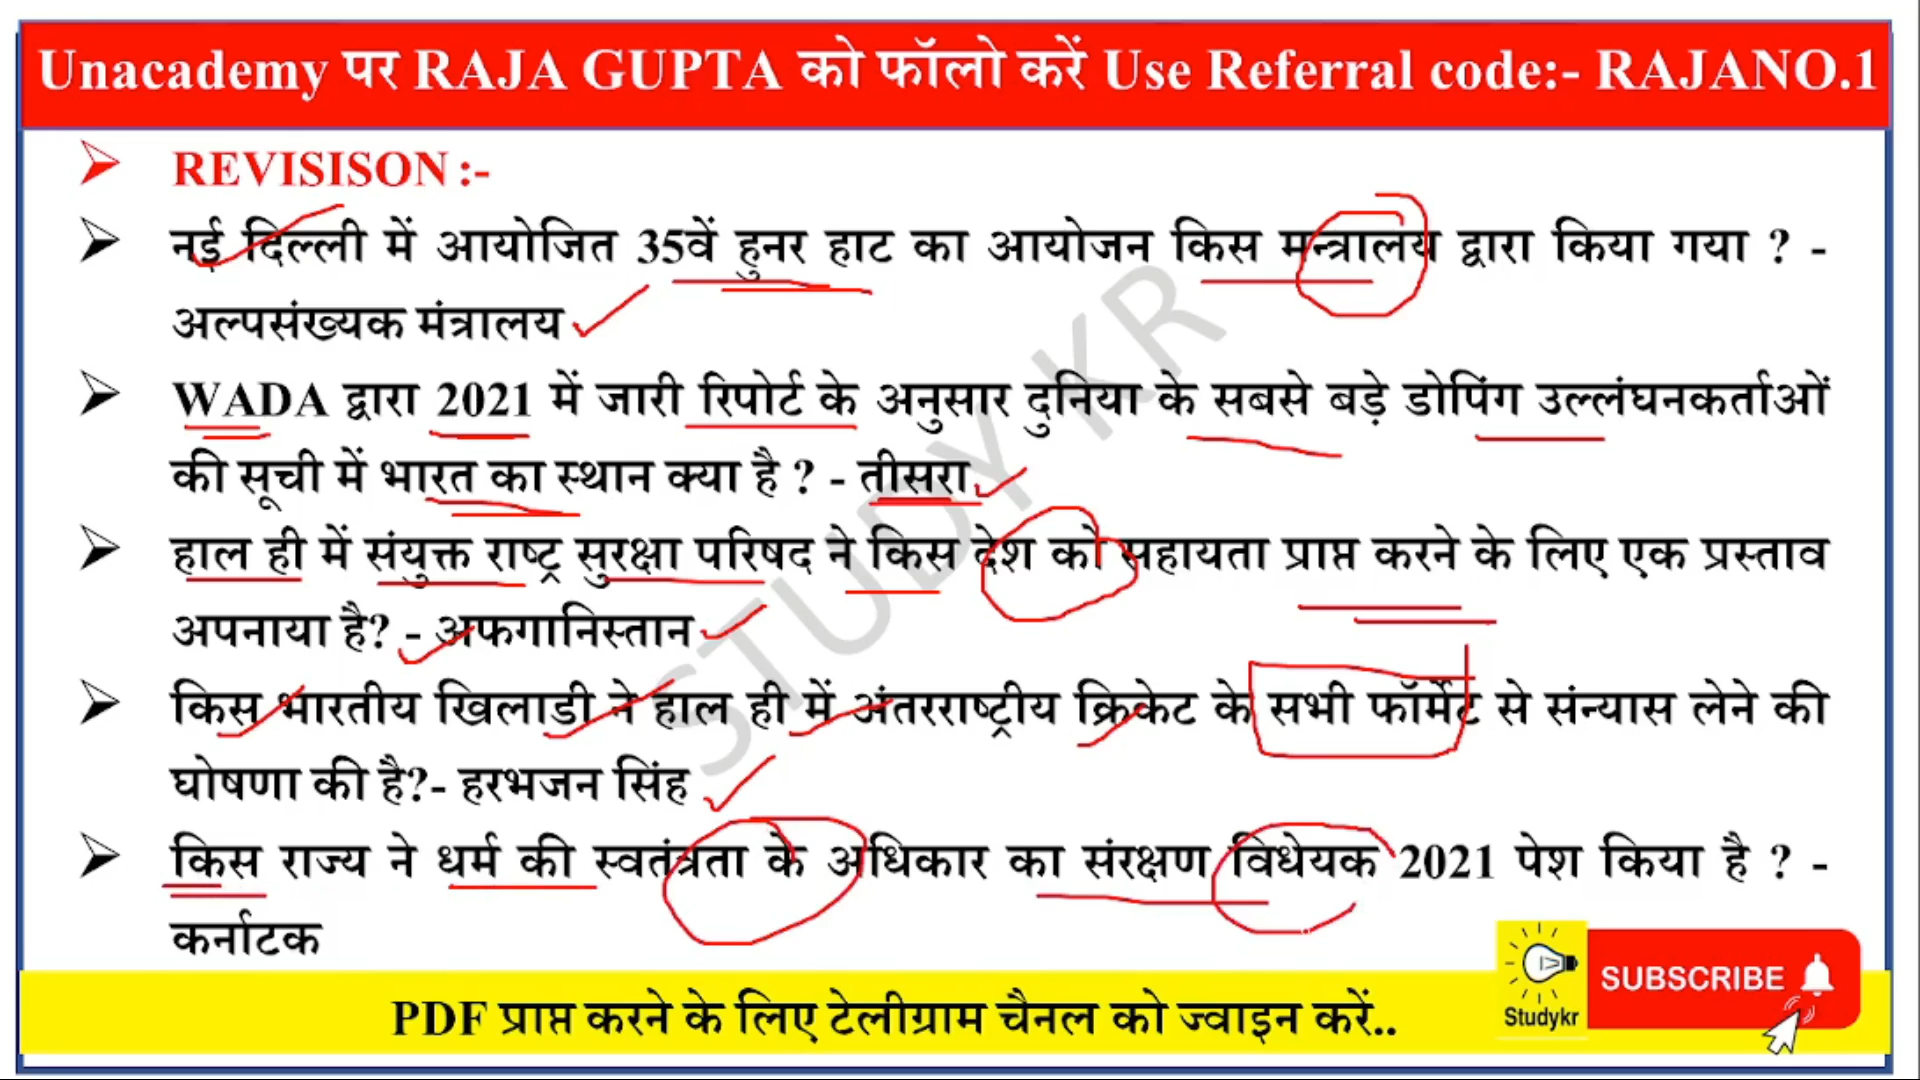 Unacademy पर RAJA GUPTA को फॉलो करें Use Referral code:- RAJANO.1
REVISISON :-
नई दिल्ली में आयोजित 35वें हुनर हाट का आयोजन किस मन्त्रालय द्वारा किया गया ? -
अल्पसंख्यक मंत्रालय
WADA द्वारा 2021 में जारी रिपोर्ट के अनुसार दुनिया के सबसे बड़े डोपिंग उल्लंघनकर्ताओं
की सूची में भारत का स्थान क्या है ? - तीसरा
हाल ही में संयुक्त राष्ट्र सुरक्षा परिषद ने किस देश को सहायता प्राप्त करने के लिए एक प्रस्ताव
अपनाया है? - अफगानिस्तान
किस भारतीय खिलाडी ने हाल ही में अंतरराष्ट्रीय क्रिकेट के सभी फॉर्मेट से संन्यास लेने की
घोषणा की है?- हरभजन सिंह
किस राज्य ने धर्म की स्वतंत्रता के अधिकार का संरक्षण विधेयक 2021 पेश किया है ? -
कर्नाटक
STUDY KR
PDF प्राप्त करने के लिए टेलीग्राम चैनल को ज्वाइन करें..
Studykr
SUBSCRIBE